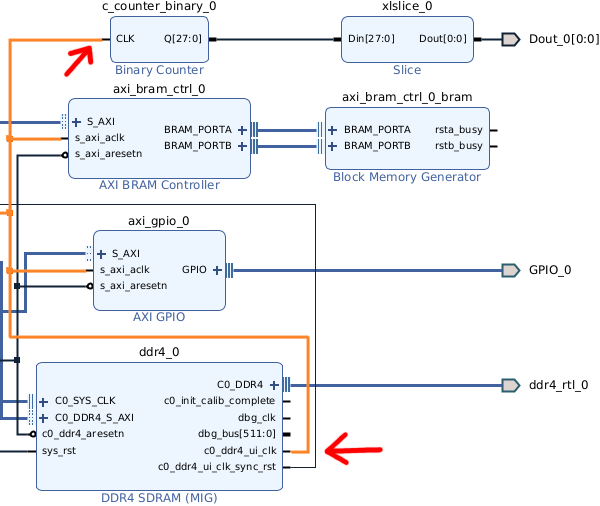 c_counter_binary_0
CLK
Q[27:0]
Binary Counter
xlslice_0
Din[27:0]
Dout[0:0]
Slice
Dout_0[0:0]
axi_bram_ctrl_0
S_AXI
s_axi_aclk
s_axi_aresetn
BRAM_PORTA
BRAM_PORTB
AXI BRAM Controller
axi_bram_ctrl_0_bram
BRAM_PORTA
BRAM_PORTB
rsta_busy
rstb_busy
Block Memory Generator
axi_gpio_0
S_AXI
s_axi_aclk
s_axi_aresetn
GPIO
AXI GPIO
GPIO_0
ddr4_0
C0_SYS_CLK
C0_DDR4_S_AXI
c0_ddr4_aresetn
sys_rst
C0_DDR4
c0_init_calib_complete
dbg_clk
dbg_bus[511:0]
c0_ddr4_ui_clk
c0_ddr4_ui_clk_sync_rst
DDR4 SDRAM (MIG)
ddr4_rtl_0